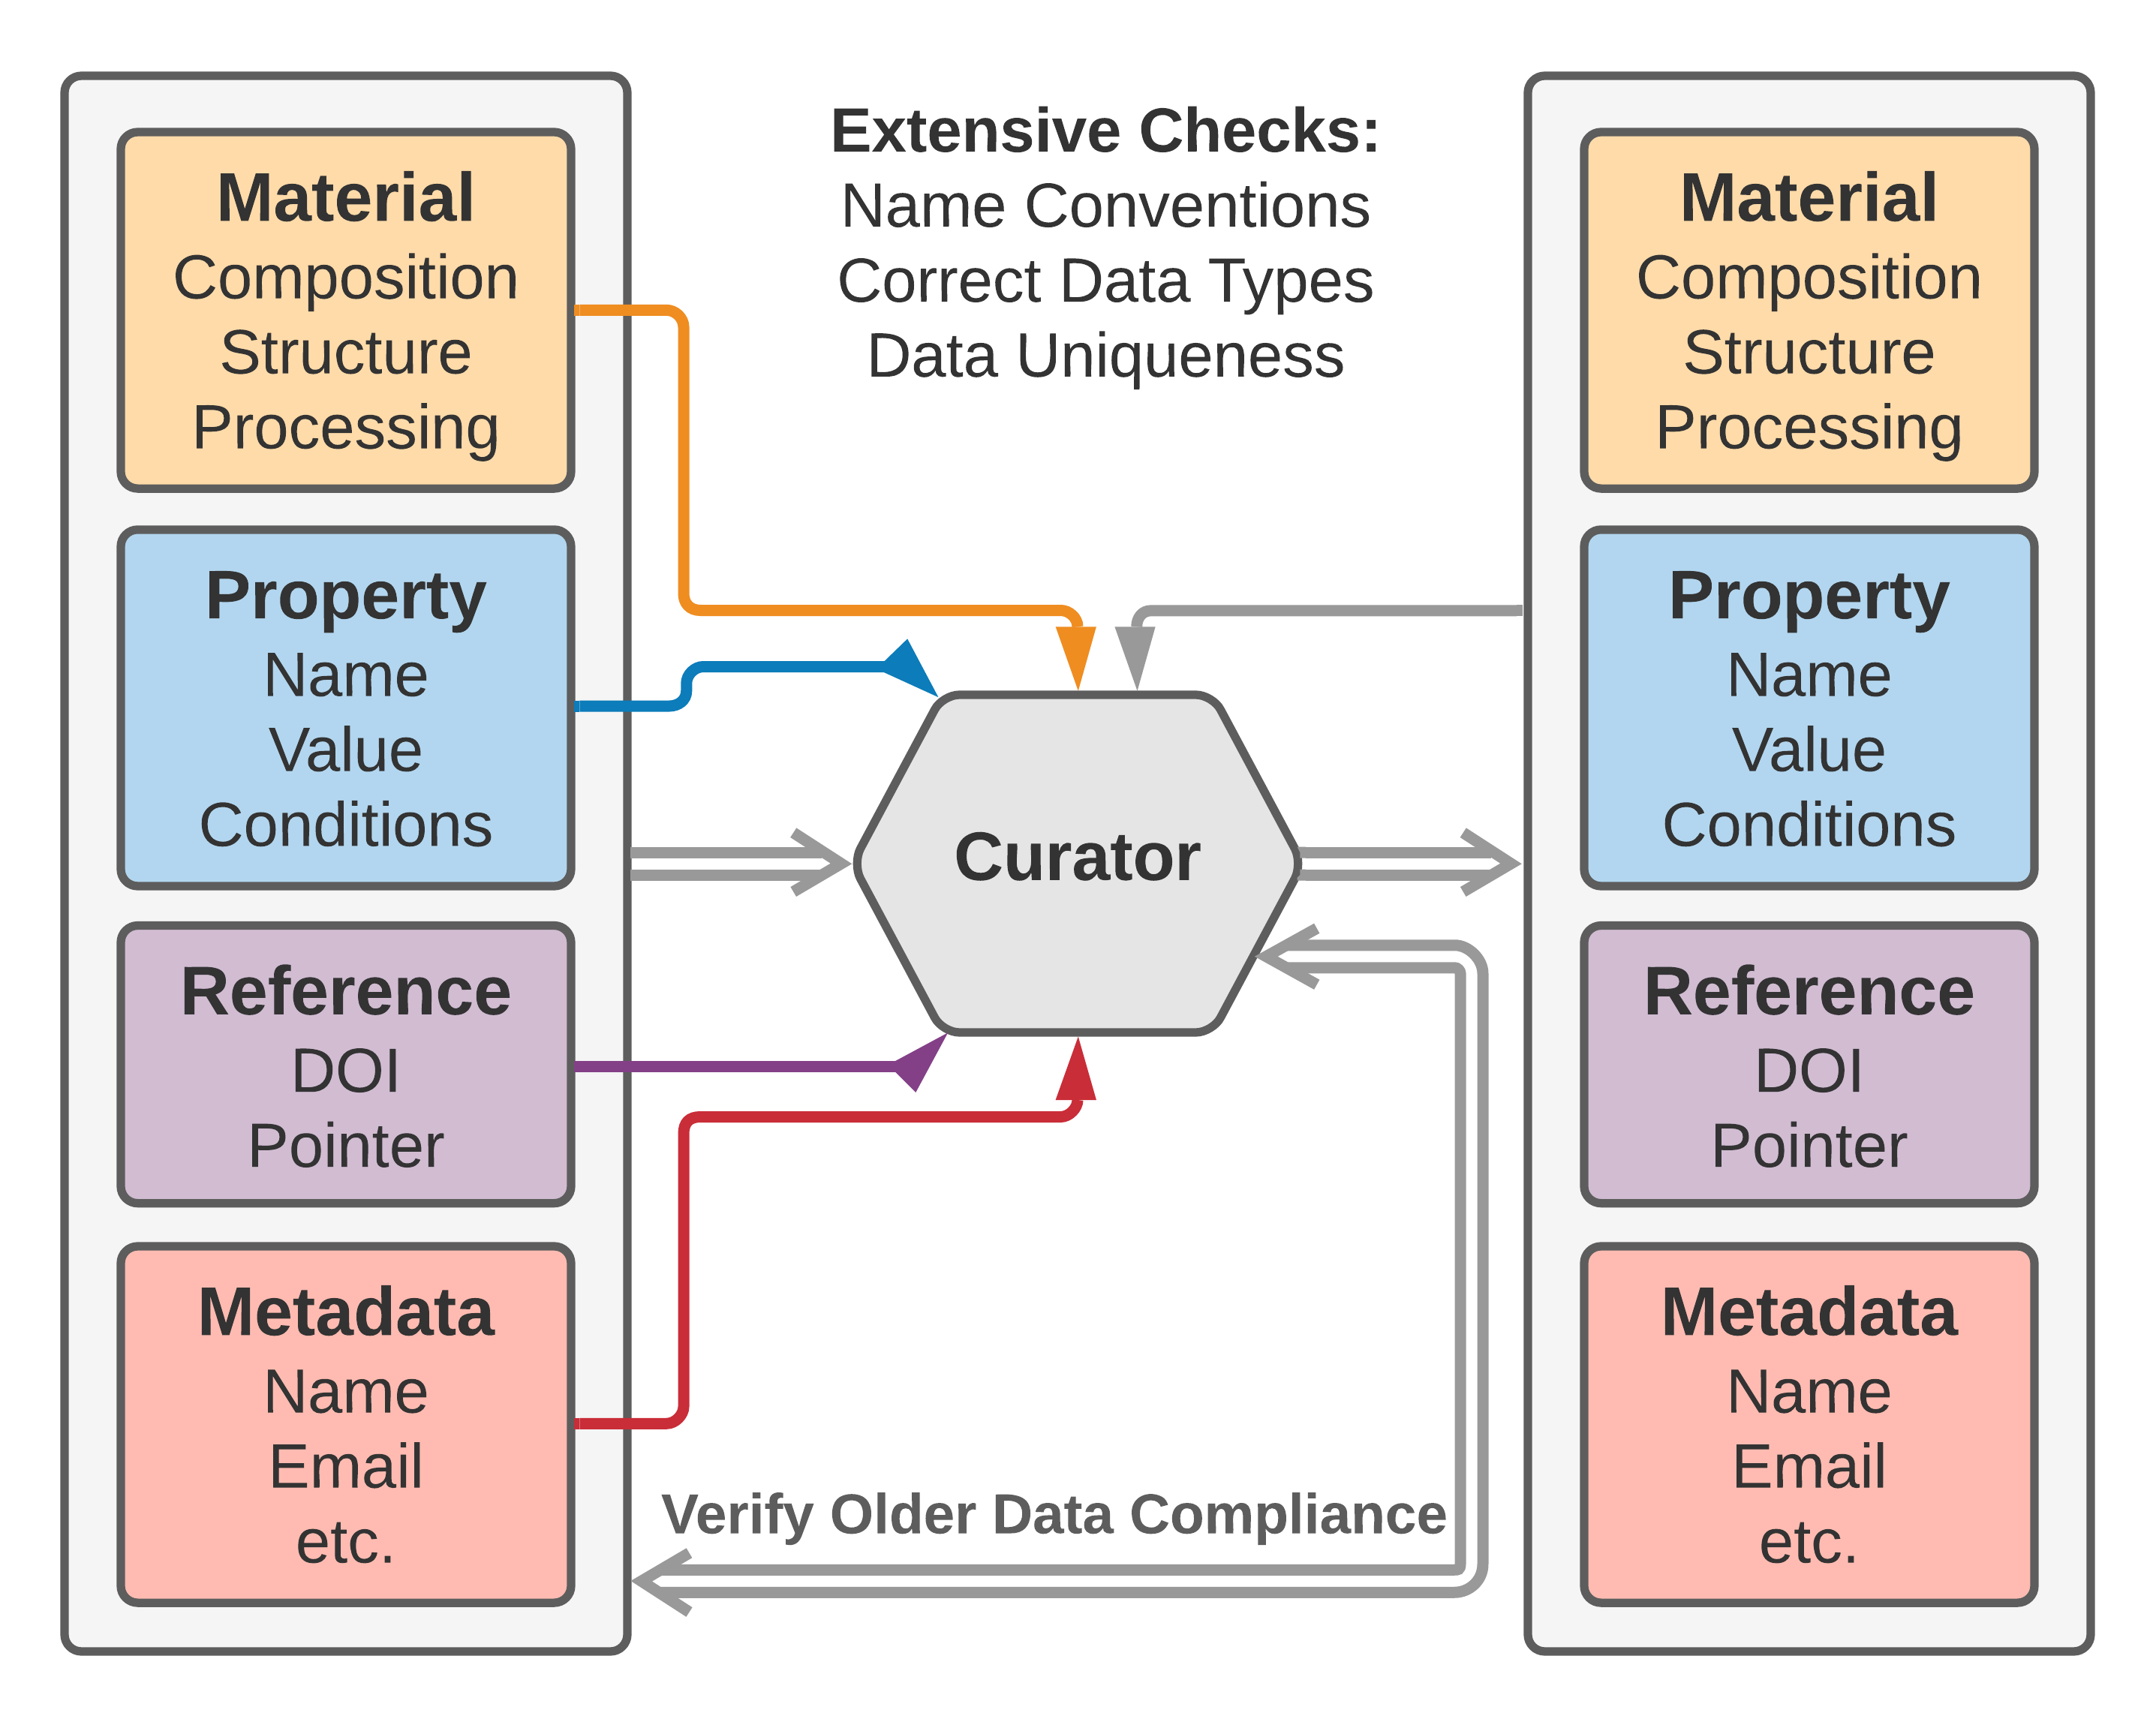 Material
Composition
Structure
Processing
Property
Name
Value
Conditions
Reference
DOI
Pointer
Metadata
Name
Email
etc.
Extensive Checks:
Name Conventions
Correct Data Types
Data Uniqueness
Curator
Verify Older Data Compliance
Material
Composition
Structure
Processing
Property
Name
Value
Conditions
Reference
DOI
Pointer
Metadata
Name
Email
etc.